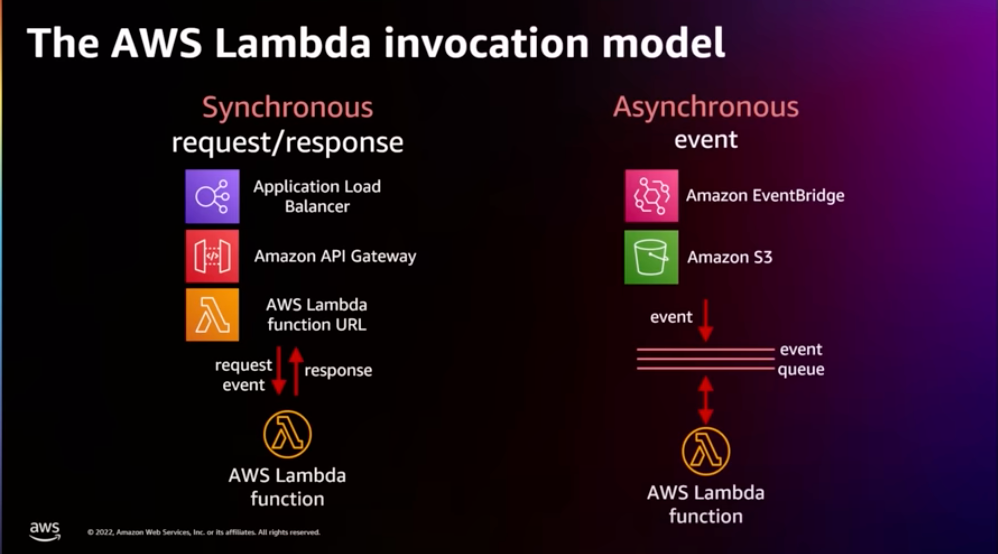 The AWS Lambda invocation model
Synchronous
request/response
Application Load
Balancer
Amazon API Gateway
AWS Lambda
function URL
request
event
response
AWS Lambda
function
Asynchronous
event
Amazon EventBridge
Amazon S3
event
event
queue
AWS Lambda
function
aws
© 2022, Amazon Web Services, Inc. or its affiliates. All rights reserved.